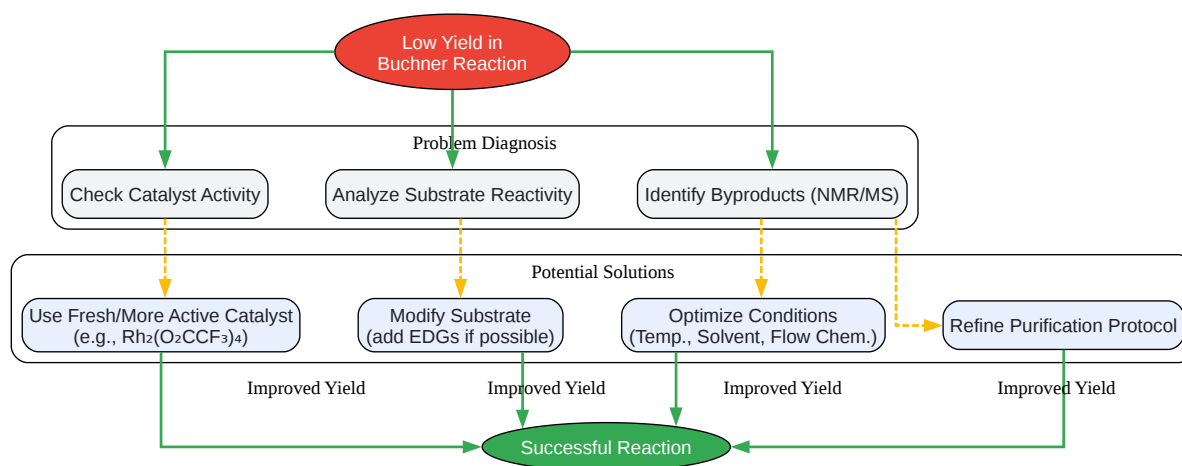 Low Yield in
Buchner Reaction
Problem Diagnosis
Check Catalyst Activity
Analyze Substrate Reactivity
Identify Byproducts (NMR/MS)
Potential Solutions
Use Fresh/More Active Catalyst
(e.g., Rh₂(O₂CCF₃)₄)
Modify Substrate
(add EDGs if possible)
Optimize Conditions
(Temp., Solvent, Flow Chem.)
Refine Purification Protocol
Improved Yield
Improved Yield
Improved Yield
Improved Yield
Successful Reaction